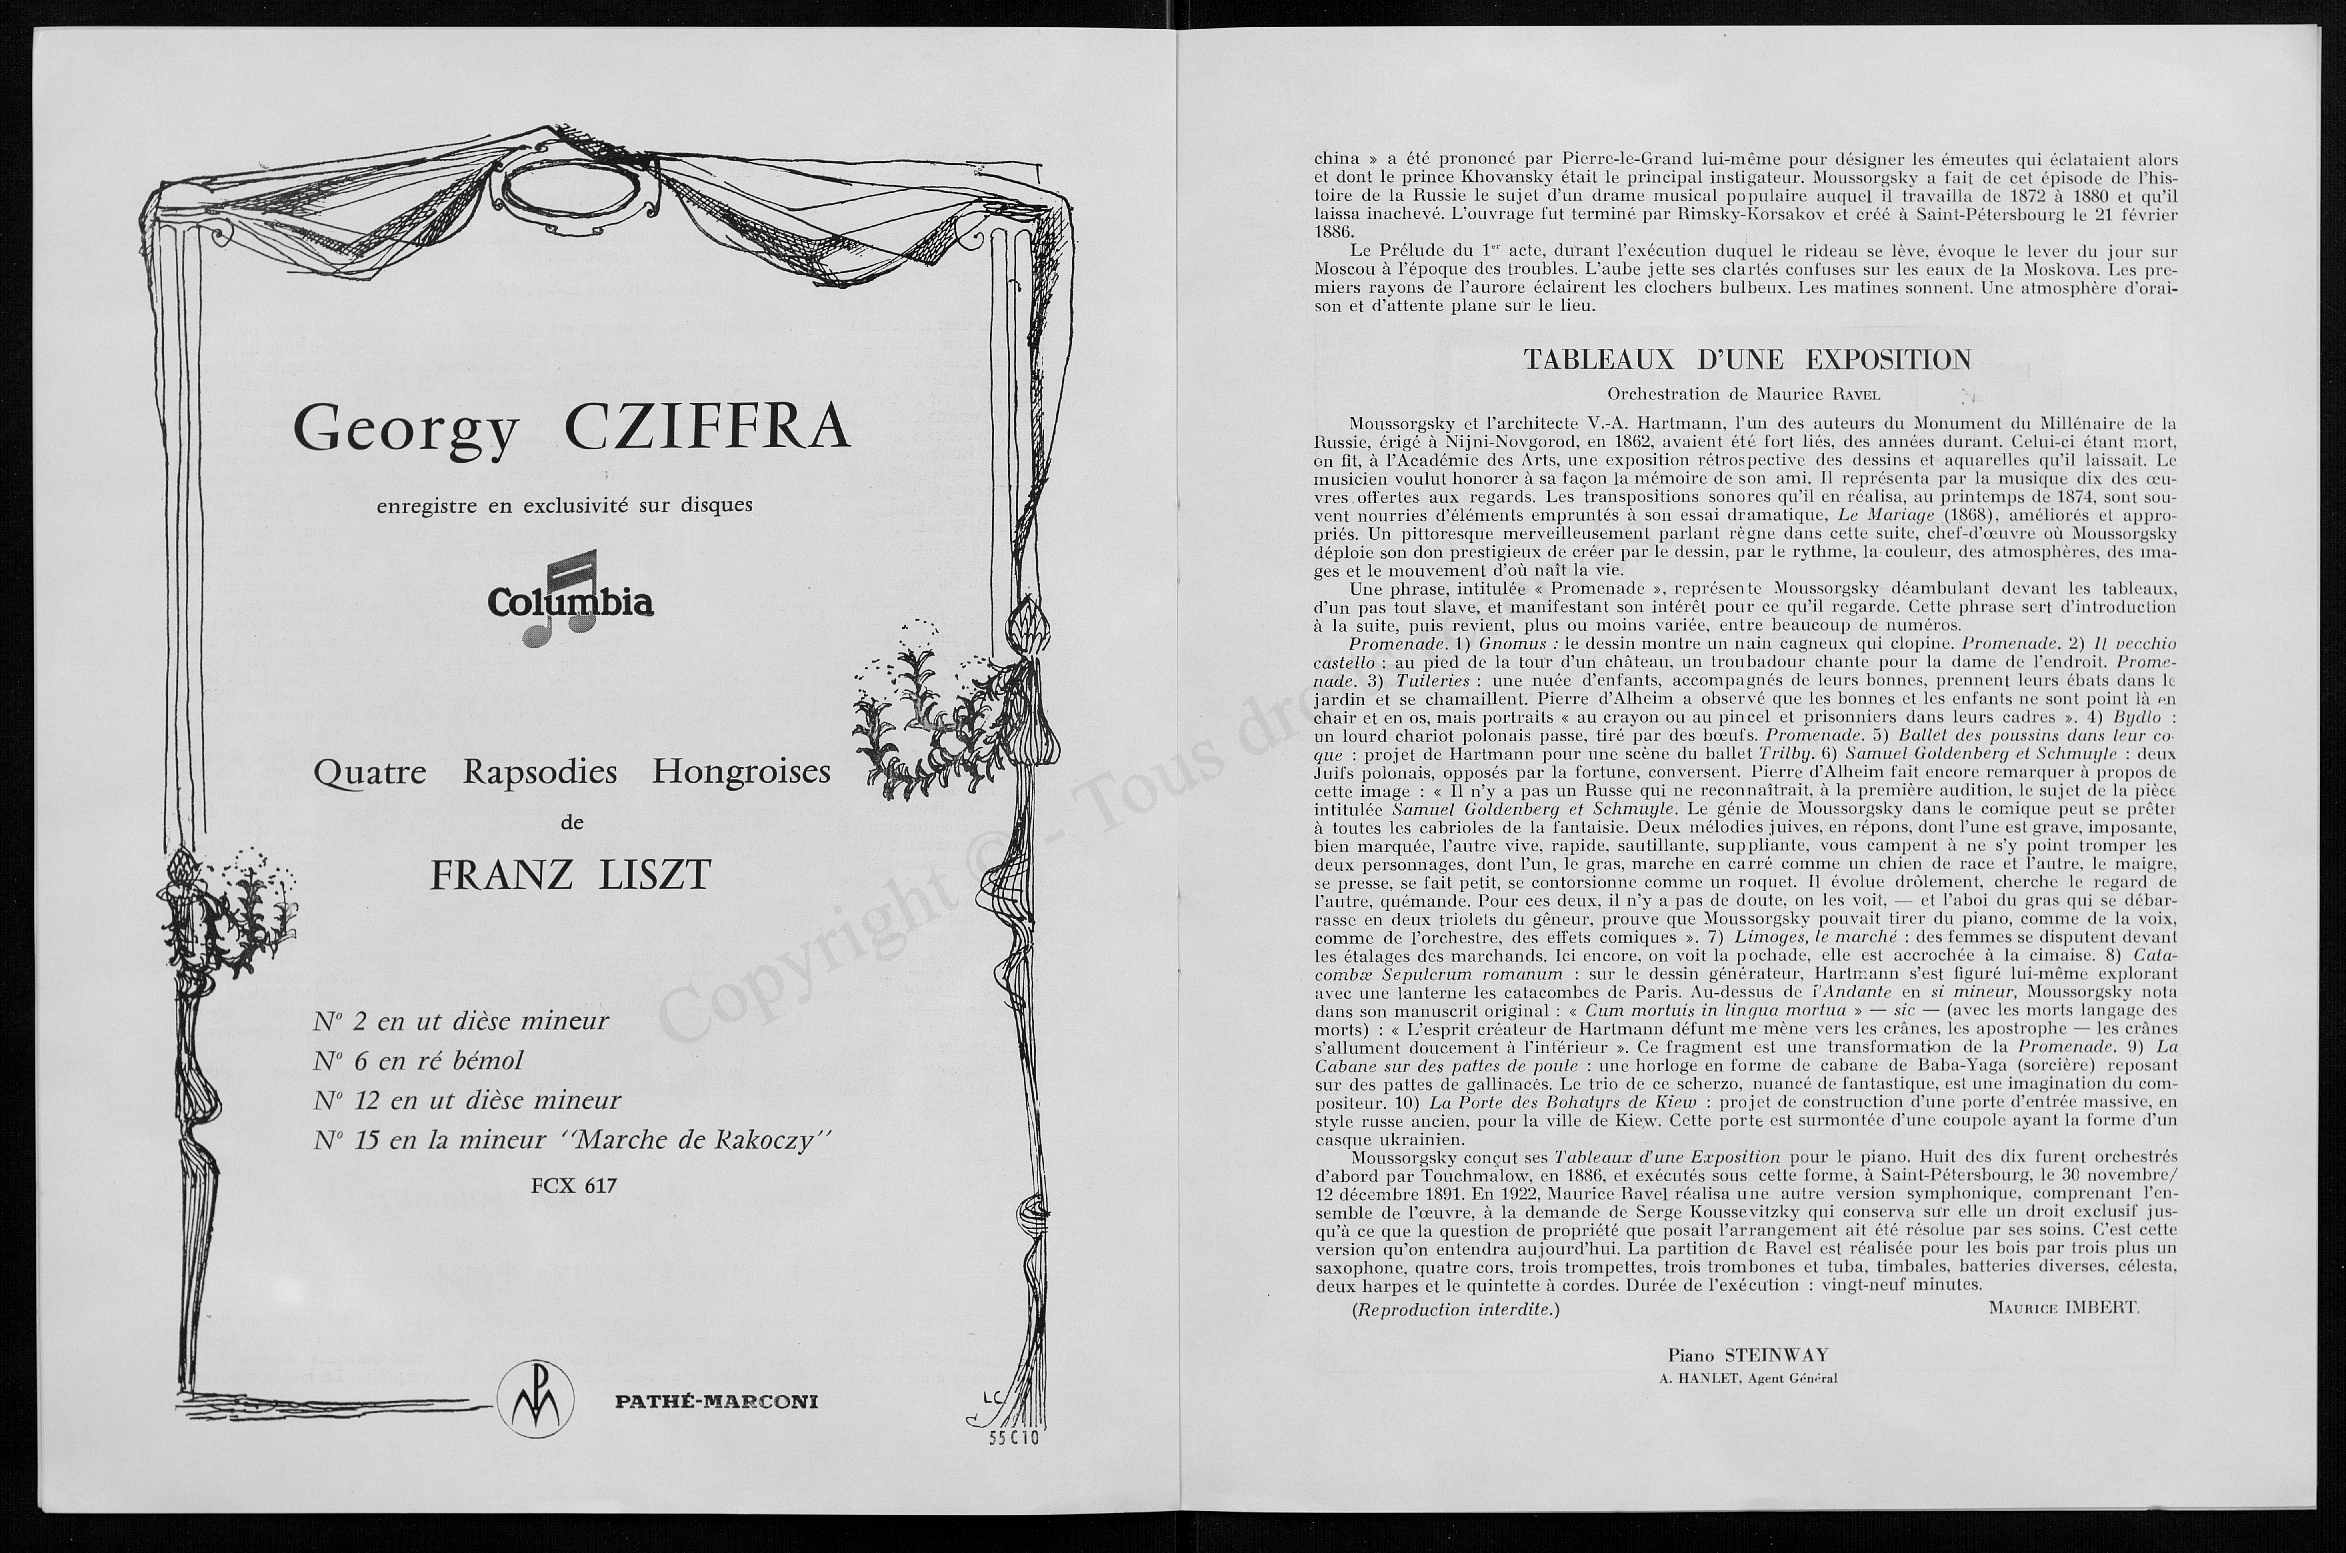 Georgy CZIFFRA
enregistre en exclusivité sur disques
Columbia
Quatre Rapsodies Hongroises
de
FRANZ LISZT
N° 2 en ut dièse mineur
N° 6 en ré bémol
N° 12 en ut dièse mineur
N° 15 en la mineur "Marche de Rakoczy"
FCX 617
PATHÉ-MARCONI
LC
55 C 10
china » a été prononcé par Pierre-le-Grand lui-même pour désigner les émeutes qui éclataient alors
et dont le prince Khovansky était le principal instigateur. Moussorgsky a fait de cet épisode de l'his-
toire de la Russie le sujet d'un drame musical populaire auquel il travailla de 1872 à 1880 et qu'il
laissa inachevé. L'ouvrage fut terminé par Rimsky-Korsakov et créé à Saint-Pétersbourg le 21 février
1886.
Le Prélude du 1er acte, durant l'exécution duquel le rideau se lève, évoque le lever du jour sur
Moscou à l'époque des troubles. L'aube jette ses clartés confuses sur les eaux de la Moskova. Les pre-
miers rayons de l'aurore éclairent les clochers bulbeux. Les matines sonnent. Une atmosphère d'orai-
son et d'attente plane sur le lieu.
TABLEAUX D'UNE EXPOSITION
Orchestration de Maurice RAVEL
Moussorgsky et l'architecte V.-A. Hartmann, l'un des auteurs du Monument du Millénaire de la
Russie, érigé à Nijni-Novgorod, en 1862, avaient été fort liés, des années durant. Celui-ci étant mort,
on fit, à l'Académie des Arts, une exposition rétrospective des dessins et aquarelles qu'il laissait. Le
musicien voulut honorer à sa façon la mémoire de son ami. Il représenta par la musique dix des œu-
vres offertes aux regards. Les transpositions sonores qu'il en réalisa, au printemps de 1874, sont sou-
vent nourries d'éléments empruntés à son essai dramatique, Le Mariage (1868), améliorés et appro-
priés. Un pittoresque merveilleusement parlant règne dans cette suite, chef-d'œuvre où Moussorgsky
déploie son don prestigieux de créer par le dessin, par le rythme, la couleur, des atmosphères, des ima-
ges et le mouvement d'où naît la vie.
Une phrase, intitulée « Promenade », représente Moussorgsky déambulant devant les tableaux,
d'un pas tout slave, et manifestant son intérêt pour ce qu'il regarde. Cette phrase sert d'introduction
à la suite, puis revient, plus ou moins variée, entre beaucoup de numéros.
Promenade. 1) Gnomus : le dessin montre un nain cagneux qui clopine. Promenade. 2) Il vecchio
castello : au pied de la tour d'un château, un troubadour chante pour la dame de l'endroit. Prome-
nade. 3) Tuileries : une nuée d'enfants, accompagnés de leurs bonnes, prennent leurs ébats dans le
jardin et se chamaillent. Pierre d'Alheim a observé que les bonnes et les enfants ne sont point là en
chair et en os, mais portraits « au crayon ou au pincel et prisonniers dans leurs cadres ». 4) Bydlo :
un lourd chariot polonais passe, tiré par des bœufs. Promenade. 5) Ballet des poussins dans leur co-
que : projet de Hartmann pour une scène du ballet Trilby. 6) Samuel Goldenberg et Schmuyle : deux
Juifs polonais, opposés par la fortune, conversent. Pierre d'Alheim fait encore remarquer à propos de
cette image : « Il n'y a pas un Russe qui ne reconnaîtrait, à la première audition, le sujet de la pièce
intitulée Samuel Goldenberg et Schmuyle. Le génie de Moussorgsky dans le comique peut se prêter
à toutes les cabrioles de la fantaisie. Deux mélodies juives, en répons, dont l'une est grave, imposante,
bien marquée, l'autre vive, rapide, sautillante, suppliante, vous campent à ne s'y point tromper les
deux personnages, dont l'un, le gras, marche en carré comme un chien de race et l'autre, le maigre,
se presse, se fait petit, se contorsionne comme un roquet. Il évolue drôlement, cherche le regard de
l'autre, quémande. Pour ces deux, il n'y a pas de doute, on les voit, — et l'aboi du gras qui se débar-
rasse en deux triolets du gêneur, prouve que Moussorgsky pouvait tirer du piano, comme de la voix,
comme de l'orchestre, des effets comiques ». 7) Limoges, le marché : des femmes se disputent devant
les étalages des marchands. Ici encore, on voit la pochade, elle est accrochée à la cimaise. 8) Cata-
combæ Sepulcrum romanum : sur le dessin générateur, Hartmann s'est figuré lui-même explorant
avec une lanterne les catacombes de Paris. Au-dessus de l'Andante en si mineur, Moussorgsky nota
dans son manuscrit original : « Cum mortuis in lingua mortua » — sic — (avec les morts langage des
morts) : « L'esprit créateur de Hartmann défunt me mène vers les crânes, les apostrophe — les crânes
s'allument doucement à l'intérieur ». Ce fragment est une transformation de la Promenade. 9) La
Cabane sur des pattes de poule : une horloge en forme de cabane de Baba-Yaga (sorcière) reposant
sur des pattes de gallinacés. Le trio de ce scherzo, nuancé de fantastique, est une imagination du com-
positeur. 10) La Porte des Bohatyrs de Kiew : projet de construction d'une porte d'entrée massive, en
style russe ancien, pour la ville de Kiew. Cette porte est surmontée d'une coupole ayant la forme d'un
casque ukrainien.
Moussorgsky conçut ses Tableaux d'une Exposition pour le piano. Huit des dix furent orchestrés
d'abord par Touchmalow, en 1886, et exécutés sous cette forme, à Saint-Pétersbourg, le 30 novembre/
12 décembre 1891. En 1922, Maurice Ravel réalisa une autre version symphonique, comprenant l'en-
semble de l'œuvre, à la demande de Serge Koussevitzky qui conserva sur elle un droit exclusif jus-
qu'à ce que la question de propriété que posait l'arrangement ait été résolue par ses soins. C'est cette
version qu'on entendra aujourd'hui. La partition de Ravel est réalisée pour les bois par trois plus un
saxophone, quatre cors, trois trompettes, trois trombones et tuba, timbales, batteries diverses, célesta,
deux harpes et le quintette à cordes. Durée de l'exécution : vingt-neuf minutes.
(Reproduction interdite.) MAURICE IMBERT.
Piano STEINWAY
A. HANLET, Agent Général
Copyright © - Tous